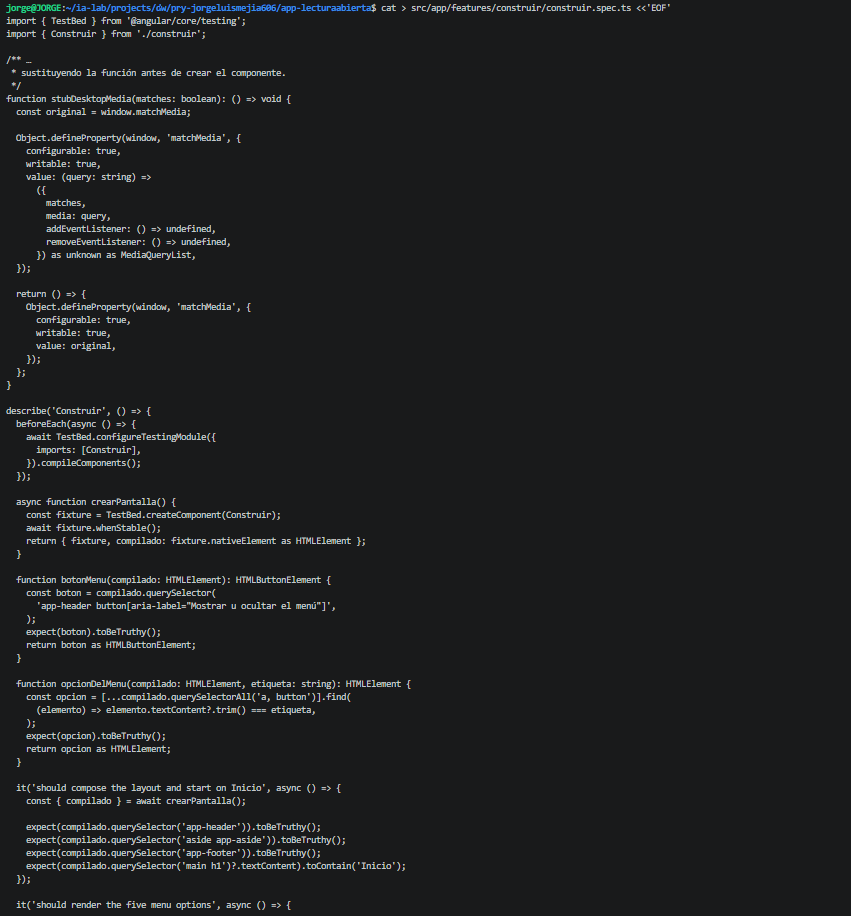 jorge@JORGE:~/ia-lab/projects/dw/pry-jorgeluismejia606/app-lecturaabierta$ cat > src/app/features/construir/construir.spec.ts <<'EOF'
import { TestBed } from '@angular/core/testing';
import { Construir } from './construir';

/** …
 * sustituyendo la función antes de crear el componente.
 */
function stubDesktopMedia(matches: boolean): () => void {
  const original = window.matchMedia;

  Object.defineProperty(window, 'matchMedia', {
    configurable: true,
    writable: true,
    value: (query: string) =>
      ({
        matches,
        media: query,
        addEventListener: () => undefined,
        removeEventListener: () => undefined,
      }) as unknown as MediaQueryList,
  });

  return () => {
    Object.defineProperty(window, 'matchMedia', {
      configurable: true,
      writable: true,
      value: original,
    });
  };
}

describe('Construir', () => {
  beforeEach(async () => {
    await TestBed.configureTestingModule({
      imports: [Construir],
    }).compileComponents();
  });

  async function crearPantalla() {
    const fixture = TestBed.createComponent(Construir);
    await fixture.whenStable();
    return { fixture, compilado: fixture.nativeElement as HTMLElement };
  }

  function botonMenu(compilado: HTMLElement): HTMLButtonElement {
    const boton = compilado.querySelector(
      'app-header button[aria-label="Mostrar u ocultar el menú"]',
    );
    expect(boton).toBeTruthy();
    return boton as HTMLButtonElement;
  }

  function opcionDelMenu(compilado: HTMLElement, etiqueta: string): HTMLElement {
    const opcion = [...compilado.querySelectorAll('a, button')].find(
      (elemento) => elemento.textContent?.trim() === etiqueta,
    );
    expect(opcion).toBeTruthy();
    return opcion as HTMLElement;
  }

  it('should compose the layout and start on Inicio', async () => {
    const { compilado } = await crearPantalla();

    expect(compilado.querySelector('app-header')).toBeTruthy();
    expect(compilado.querySelector('aside app-aside')).toBeTruthy();
    expect(compilado.querySelector('app-footer')).toBeTruthy();
    expect(compilado.querySelector('main h1')?.textContent).toContain('Inicio');
  });

  it('should render the five menu options', async () => {